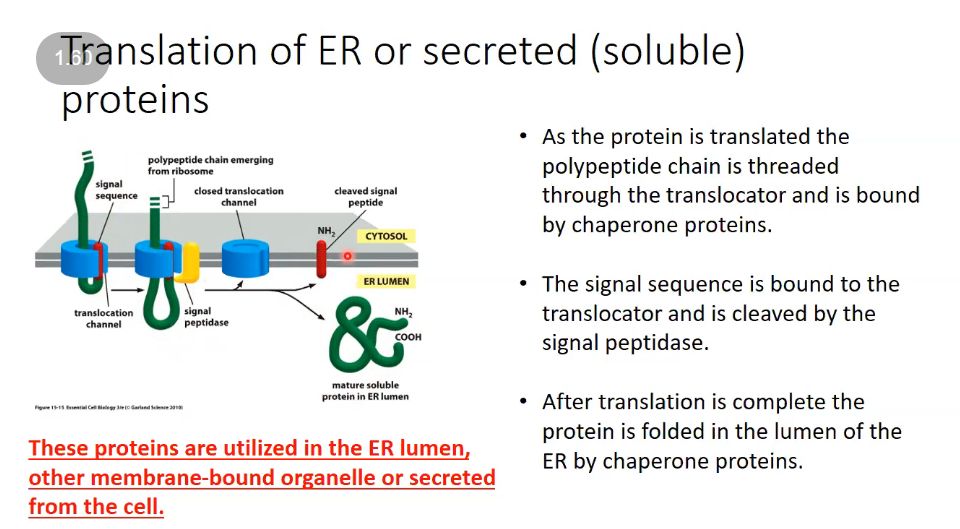 Translation of ER or secreted (soluble)
proteins
1.60
polypeptide chain emerging
from ribosome
signal
sequence
closed translocation
channel
cleaved signal
peptide
NH2
CYTOSOL
ER LUMEN
translocation
channel
signal
peptidase
NH2
COOH
mature soluble
protein in ER lumen
Figure 15-15 Essential Cell Biology 3/e (© Garland Science 2010)
These proteins are utilized in the ER lumen,
other membrane-bound organelle or secreted
from the cell.
• As the protein is translated the
polypeptide chain is threaded
through the translocator and is bound
by chaperone proteins.
• The signal sequence is bound to the
translocator and is cleaved by the
signal peptidase.
• After translation is complete the
protein is folded in the lumen of the
ER by chaperone proteins.